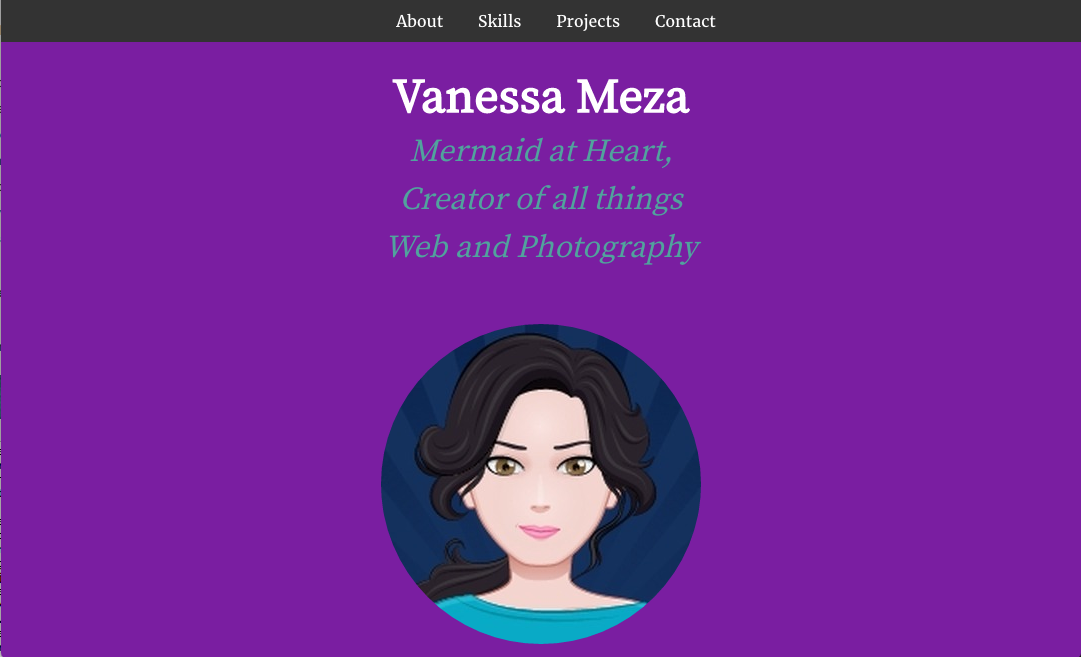 About Skills Projects Contact
Vanessa Meza
Mermaid at Heart,
Creator of all things
Web and Photography